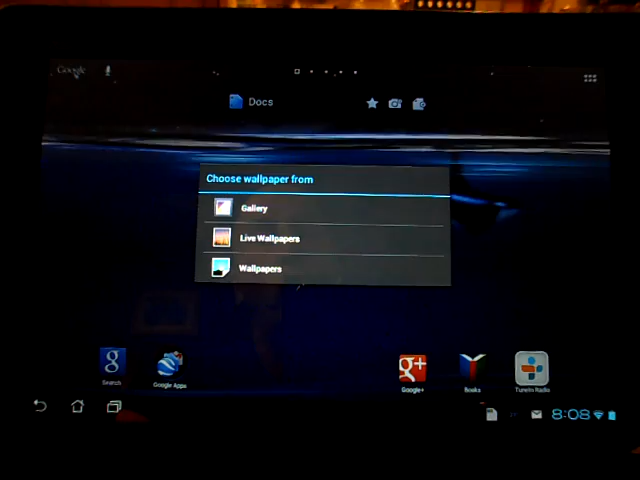 Google
Docs
Choose wallpaper from
Gallery
Live Wallpapers
Wallpapers
g
Search
Google Apps
g+
Google+
Books
TuneIn Radio
8:08